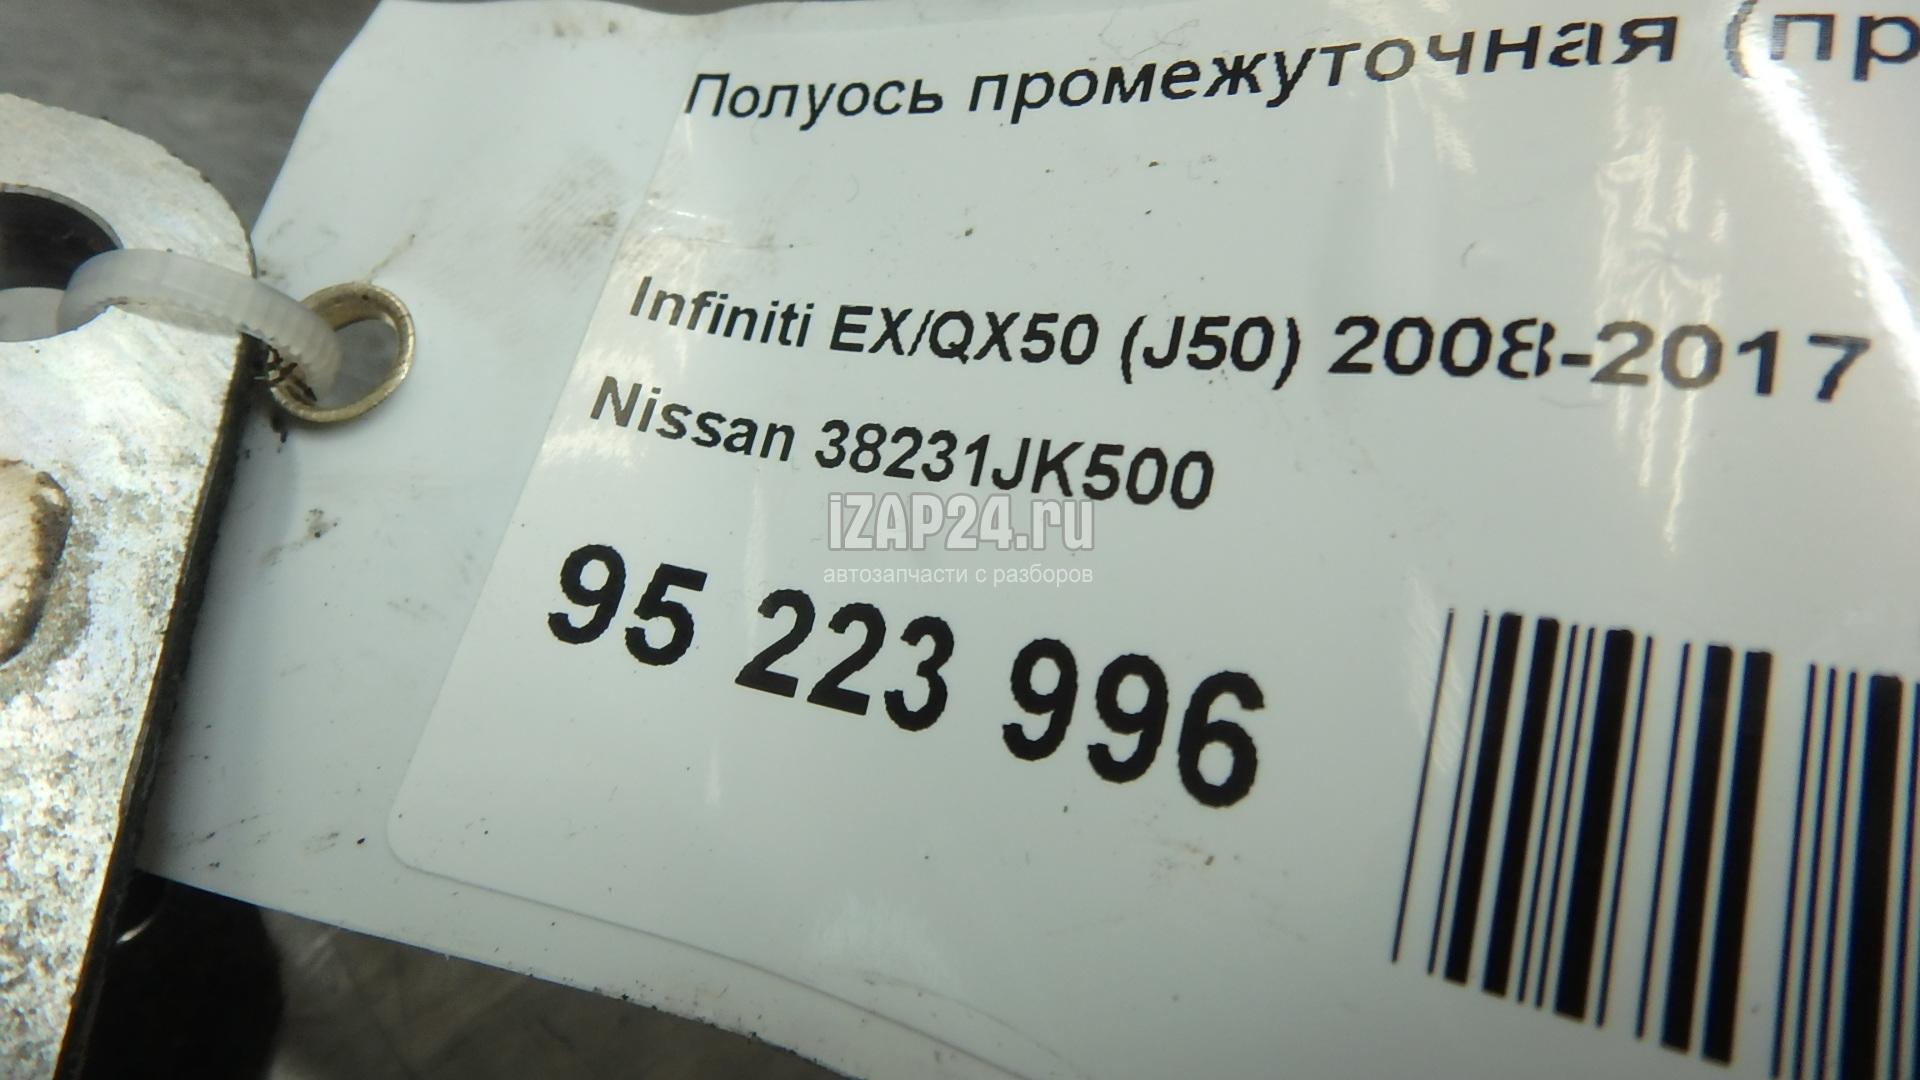 Полуось промежуточная (пр
Infiniti EX/QX50 (J50) 2008-2017
Nissan 38231JK500
iZAP24.ru
автозапчасти с разборов
95 223 996